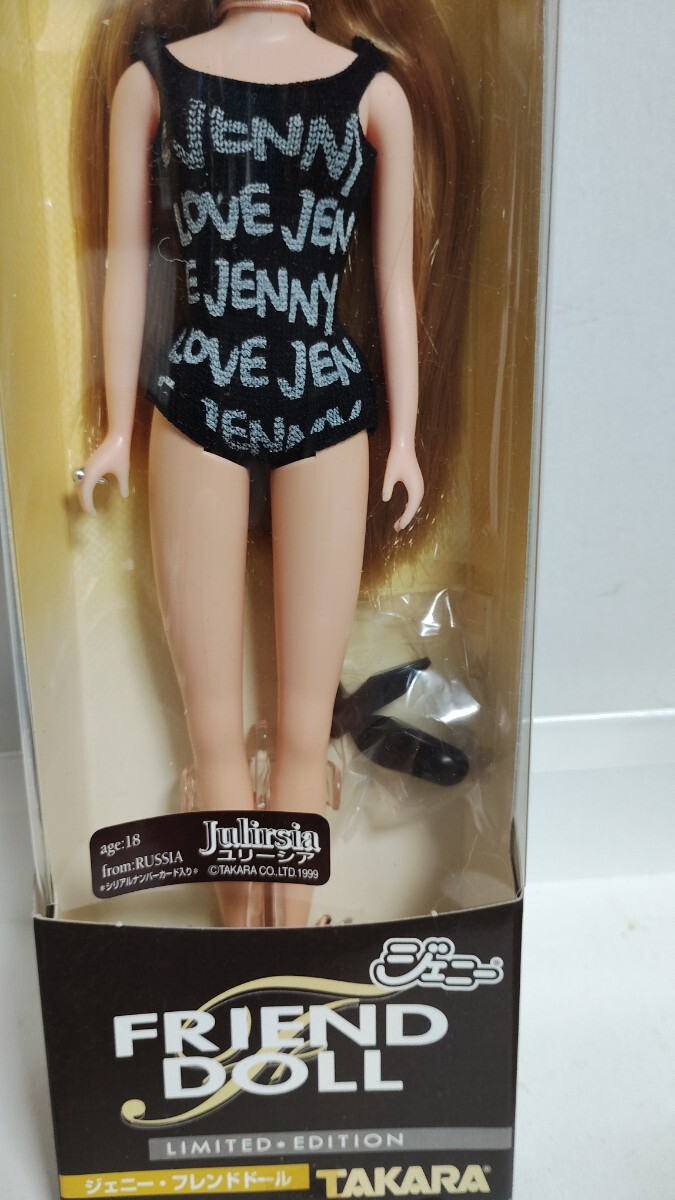 JENNY
LOVE JEN
E JENNY
LOVE JEN
JENNY
age:18
from:RUSSIA
*シリアルナンバーカード入り*
Julirsia
ユリーシア
©TAKARA CO.,LTD.1999
ジェニー®
FRIEND
DOLL
LIMITED・EDITION
ジェニー・フレンドドール
TAKARA®